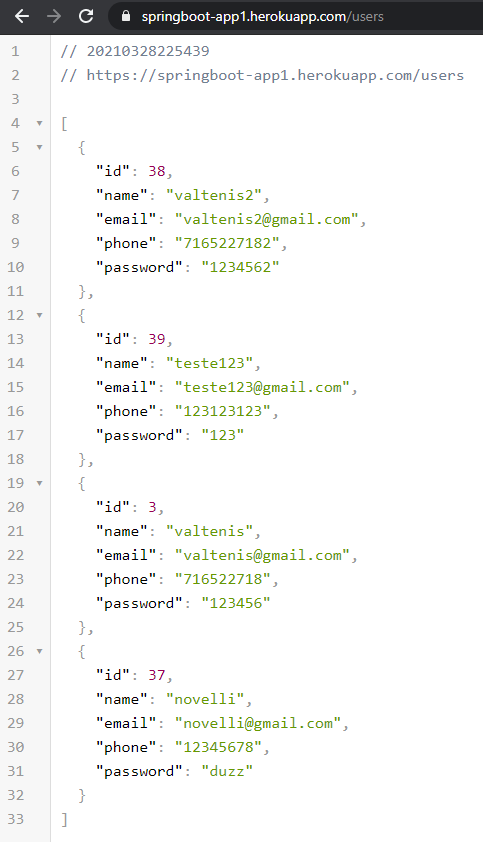 springboot-app1.herokuapp.com/users
1 // 20210328225439
2 // https://springboot-app1.herokuapp.com/users
3
4 [
5 {
6 "id": 38,
7 "name": "valtenis2",
8 "email": "valtenis2@gmail.com",
9 "phone": "7165227182",
10 "password": "1234562"
11 },
12 {
13 "id": 39,
14 "name": "teste123",
15 "email": "teste123@gmail.com",
16 "phone": "123123123",
17 "password": "123"
18 },
19 {
20 "id": 3,
21 "name": "valtenis",
22 "email": "valtenis@gmail.com",
23 "phone": "716522718",
24 "password": "123456"
25 },
26 {
27 "id": 37,
28 "name": "novelli",
29 "email": "novelli@gmail.com",
30 "phone": "12345678",
31 "password": "duzz"
32 }
33 ]